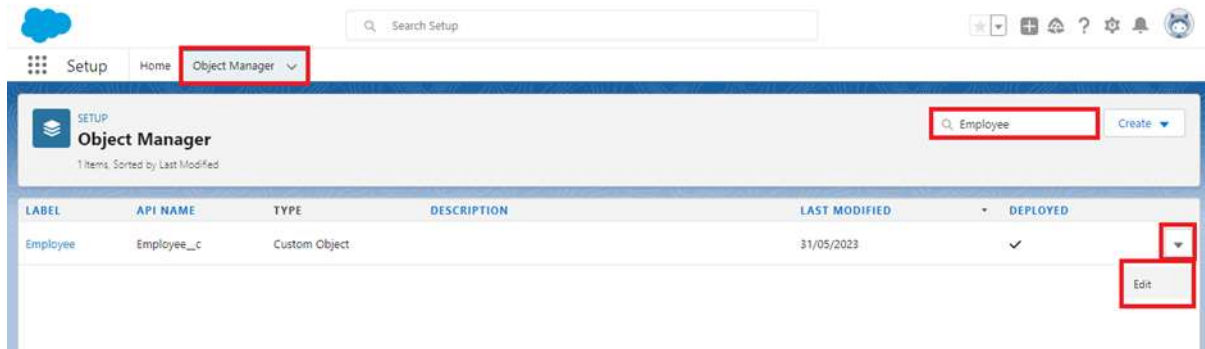 Search Setup
Setup Home Object Manager
SETUP
Object Manager
1 Items, Sorted by Last Modified
Employee
Create
LABEL API NAME TYPE DESCRIPTION LAST MODIFIED DEPLOYED
Employee Employee__c Custom Object 31/05/2023
Edit